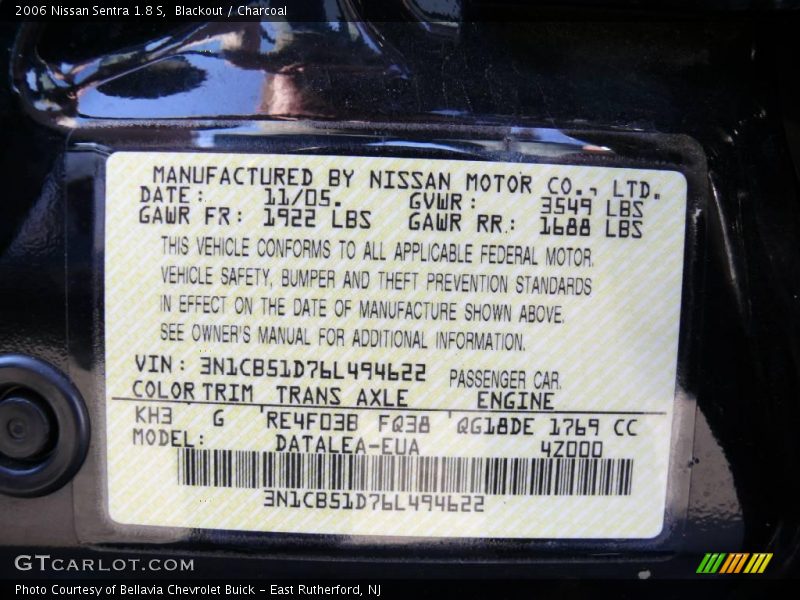 2006 Nissan Sentra 1.8 S, Blackout / Charcoal
MANUFACTURED BY NISSAN MOTOR CO., LTD.
DATE: 11/05. GVWR: 3549 LBS
GAWR FR: 1922 LBS GAWR RR.: 1688 LBS
THIS VEHICLE CONFORMS TO ALL APPLICABLE FEDERAL MOTOR.
VEHICLE SAFETY, BUMPER AND THEFT PREVENTION STANDARDS
IN EFFECT ON THE DATE OF MANUFACTURE SHOWN ABOVE.
SEE OWNER'S MANUAL FOR ADDITIONAL INFORMATION.
VIN: 3N1CB51D76L494622 PASSENGER CAR.
COLOR TRIM TRANS AXLE ENGINE
KH3 G RE4F03B FQ38 QG18DE 1769 CC
MODEL: DATALEA-EUA 4Z000
3N1CB51D76L494622
GTCARLOT.COM
Photo Courtesy of Bellavia Chevrolet Buick - East Rutherford, NJ